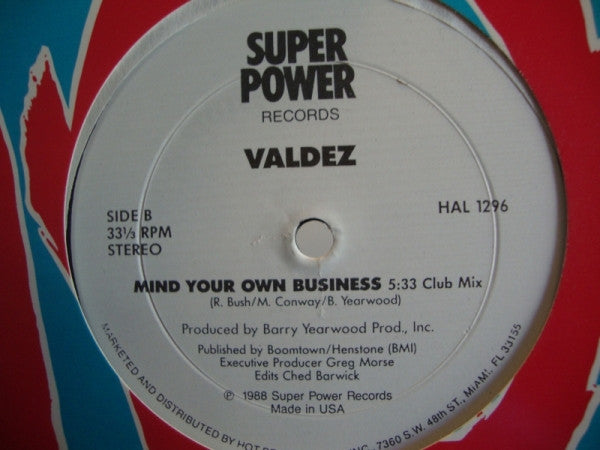 SUPER
POWER
RECORDS
VALDEZ
SIDE B
33⅓ RPM
STEREO
HAL 1296
MIND YOUR OWN BUSINESS 5:33 Club Mix
(R. Bush/M. Conway/B. Yearwood)
Produced by Barry Yearwood Prod., Inc.
Published by Boomtown/Henstone (BMI)
Executive Producer Greg Morse
Edits Ched Barwick
℗ 1988 Super Power Records
Made in USA
MARKETED AND DISTRIBUTED BY HOT INC., 7360 S.W. 48th ST., MIAMI, FL 33155